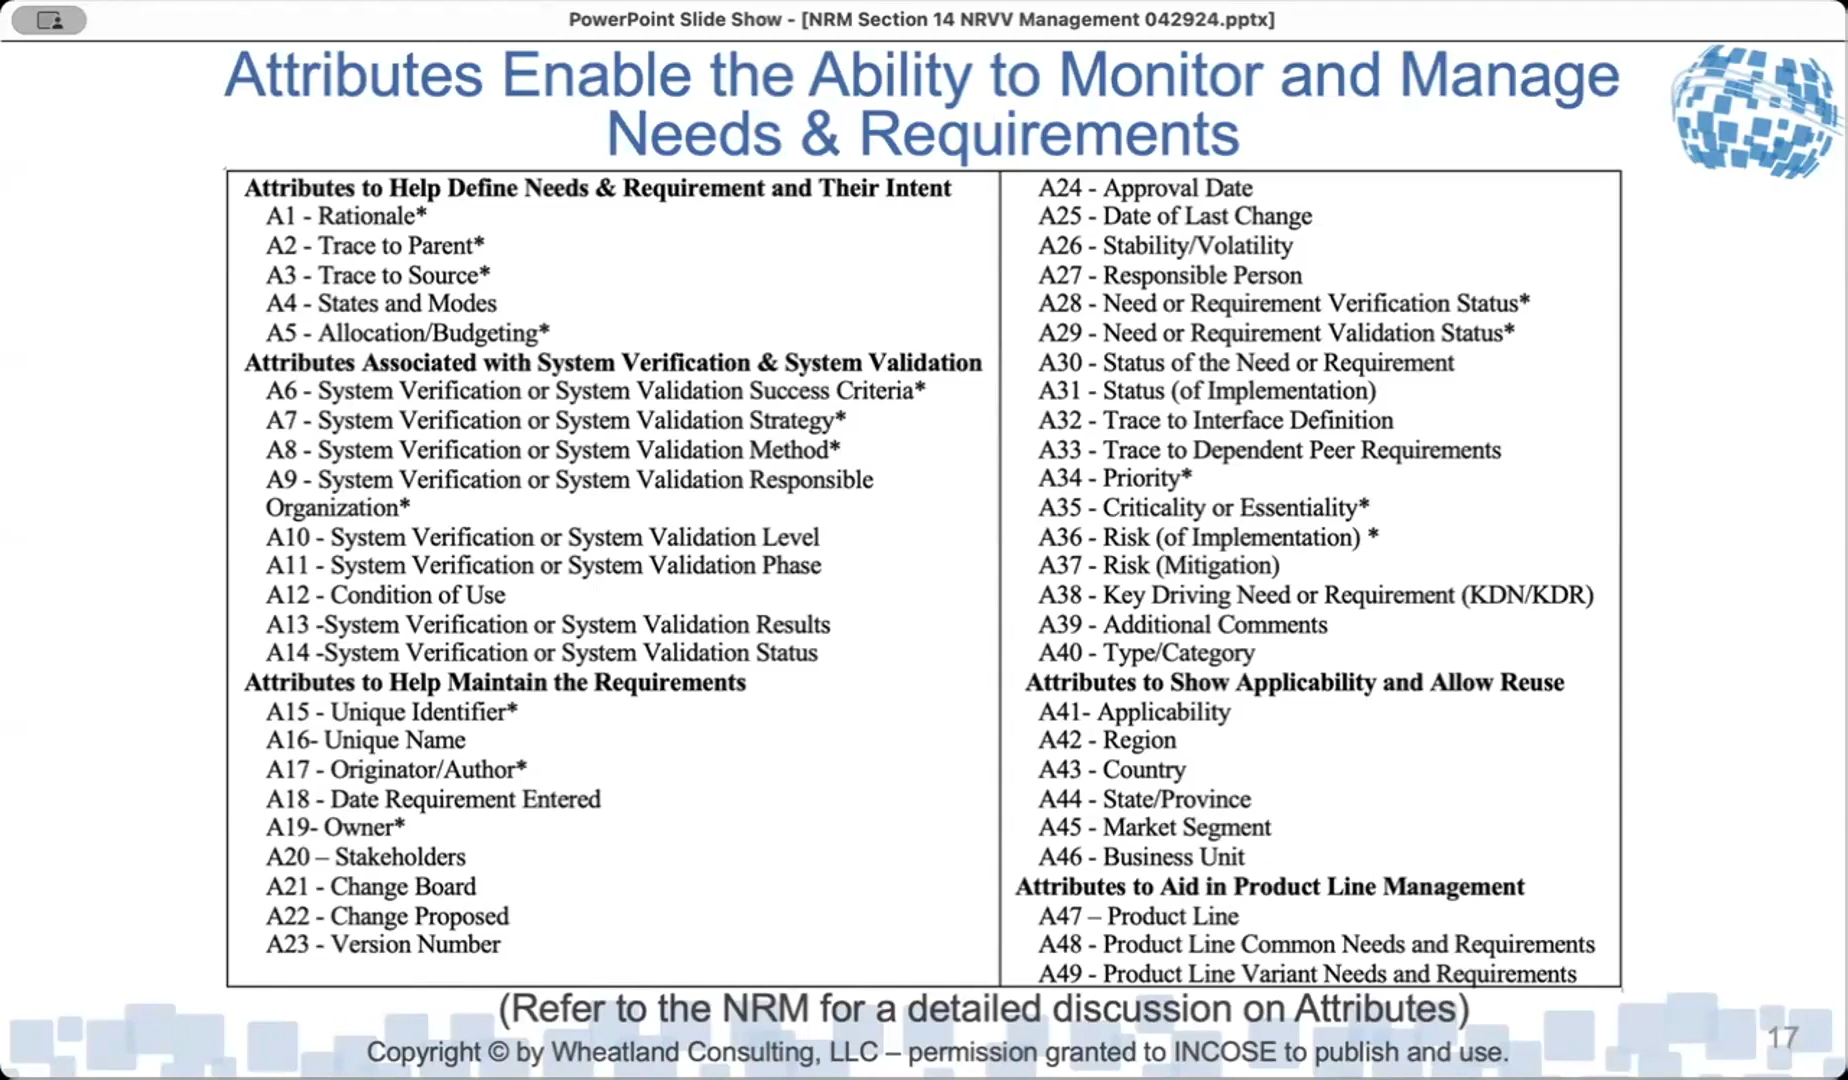 PowerPoint Slide Show - [NRM Section 14 NRVV Management 042924.pptx]
Attributes Enable the Ability to Monitor and Manage
Needs & Requirements
Attributes to Help Define Needs & Requirement and Their Intent
A1 - Rationale*
A2 - Trace to Parent*
A3 - Trace to Source*
A4 - States and Modes
A5 - Allocation/Budgeting*
Attributes Associated with System Verification & System Validation
A6 - System Verification or System Validation Success Criteria*
A7 - System Verification or System Validation Strategy*
A8 - System Verification or System Validation Method*
A9 - System Verification or System Validation Responsible
Organization*
A10 - System Verification or System Validation Level
A11 - System Verification or System Validation Phase
A12 - Condition of Use
A13 -System Verification or System Validation Results
A14 -System Verification or System Validation Status
Attributes to Help Maintain the Requirements
A15 - Unique Identifier*
A16- Unique Name
A17 - Originator/Author*
A18 - Date Requirement Entered
A19- Owner*
A20 – Stakeholders
A21 - Change Board
A22 - Change Proposed
A23 - Version Number
A24 - Approval Date
A25 - Date of Last Change
A26 - Stability/Volatility
A27 - Responsible Person
A28 - Need or Requirement Verification Status*
A29 - Need or Requirement Validation Status*
A30 - Status of the Need or Requirement
A31 - Status (of Implementation)
A32 - Trace to Interface Definition
A33 - Trace to Dependent Peer Requirements
A34 - Priority*
A35 - Criticality or Essentiality*
A36 - Risk (of Implementation) *
A37 - Risk (Mitigation)
A38 - Key Driving Need or Requirement (KDN/KDR)
A39 - Additional Comments
A40 - Type/Category
Attributes to Show Applicability and Allow Reuse
A41- Applicability
A42 - Region
A43 - Country
A44 - State/Province
A45 - Market Segment
A46 - Business Unit
Attributes to Aid in Product Line Management
A47 – Product Line
A48 - Product Line Common Needs and Requirements
A49 - Product Line Variant Needs and Requirements
(Refer to the NRM for a detailed discussion on Attributes)
Copyright © by Wheatland Consulting, LLC – permission granted to INCOSE to publish and use.
17